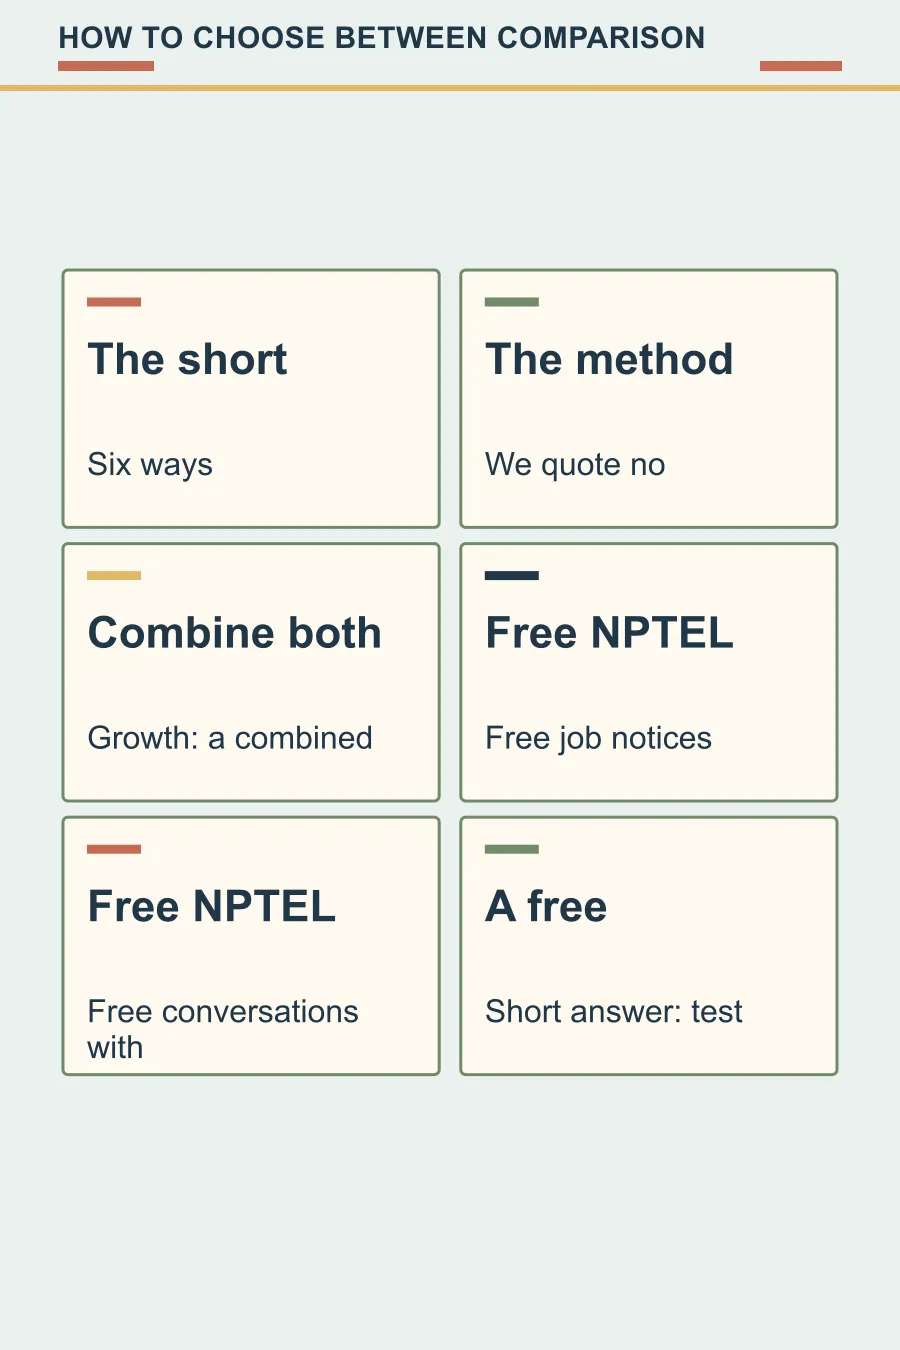 HOW TO CHOOSE BETWEEN COMPARISON
The short
Six ways
The method
We quote no
Combine both
Growth: a combined
Free NPTEL
Free job notices
Free NPTEL
Free conversations
with
A free
Short answer: test